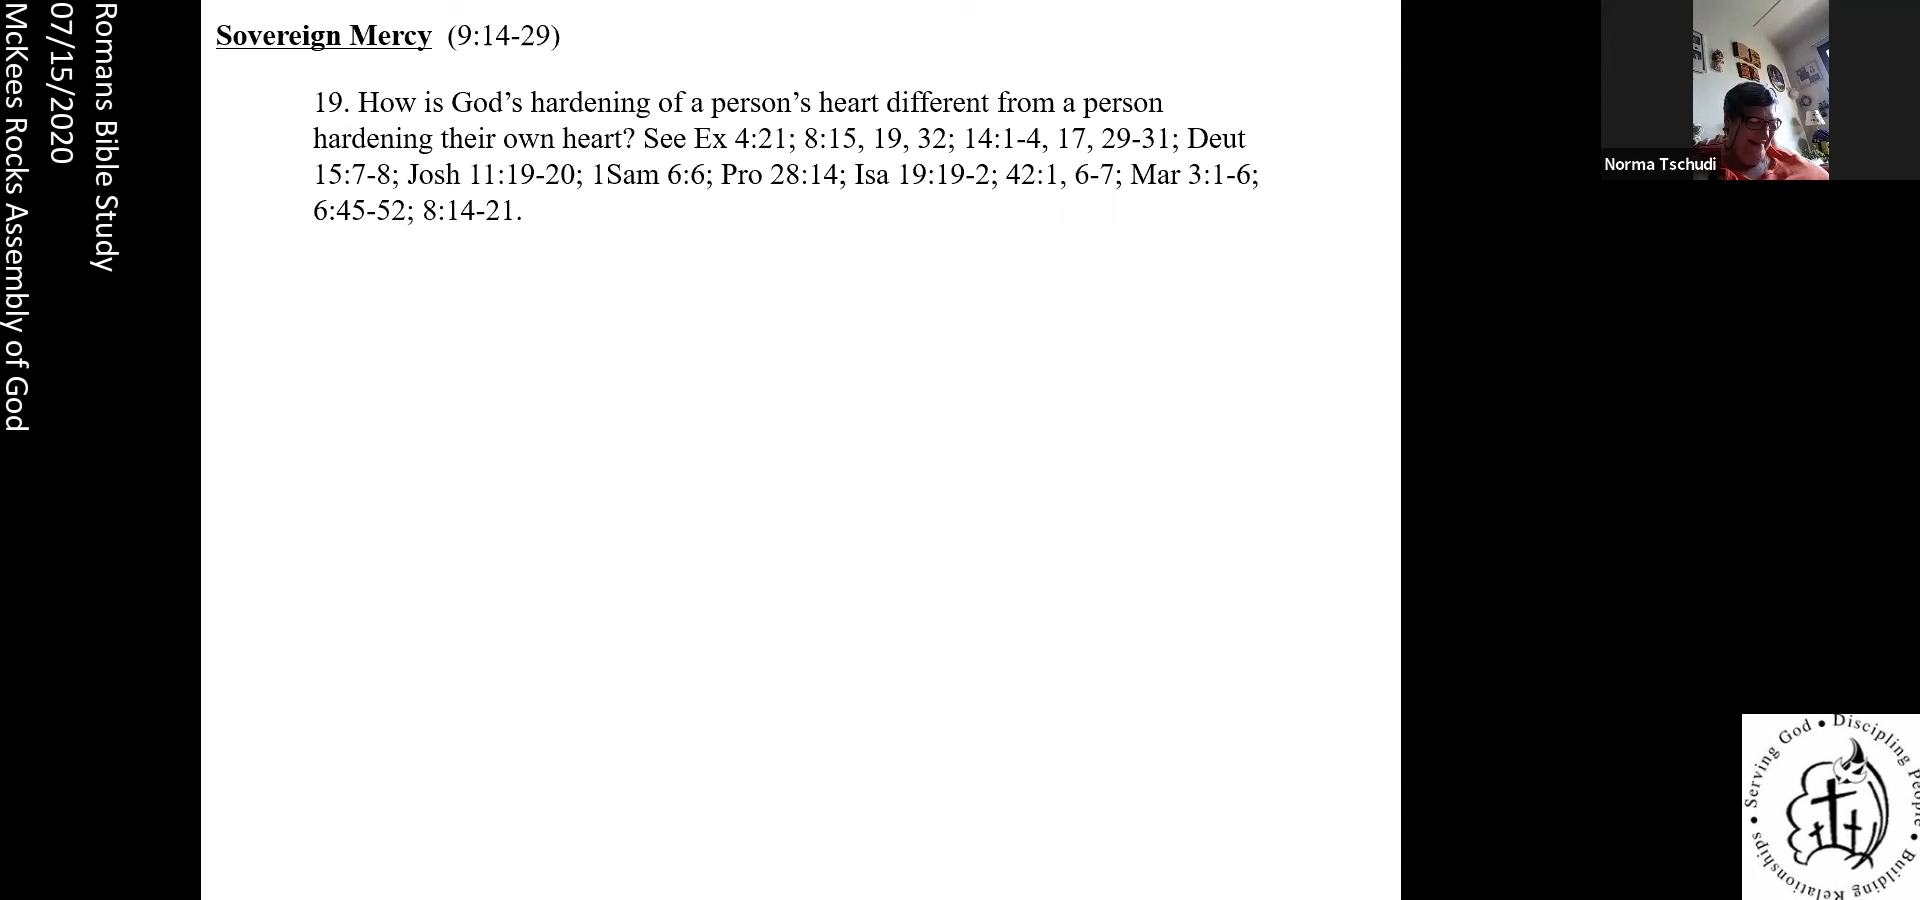 Romans Bible Study
07/15/2020
McKees Rocks Assembly of God
Sovereign Mercy (9:14-29)
19. How is God’s hardening of a person’s heart different from a person
hardening their own heart? See Ex 4:21; 8:15, 19, 32; 14:1-4, 17, 29-31; Deut
15:7-8; Josh 11:19-20; 1Sam 6:6; Pro 28:14; Isa 19:19-2; 42:1, 6-7; Mar 3:1-6;
6:45-52; 8:14-21.
Norma Tschudi
Serving God • Discipling People • Building Relationships •